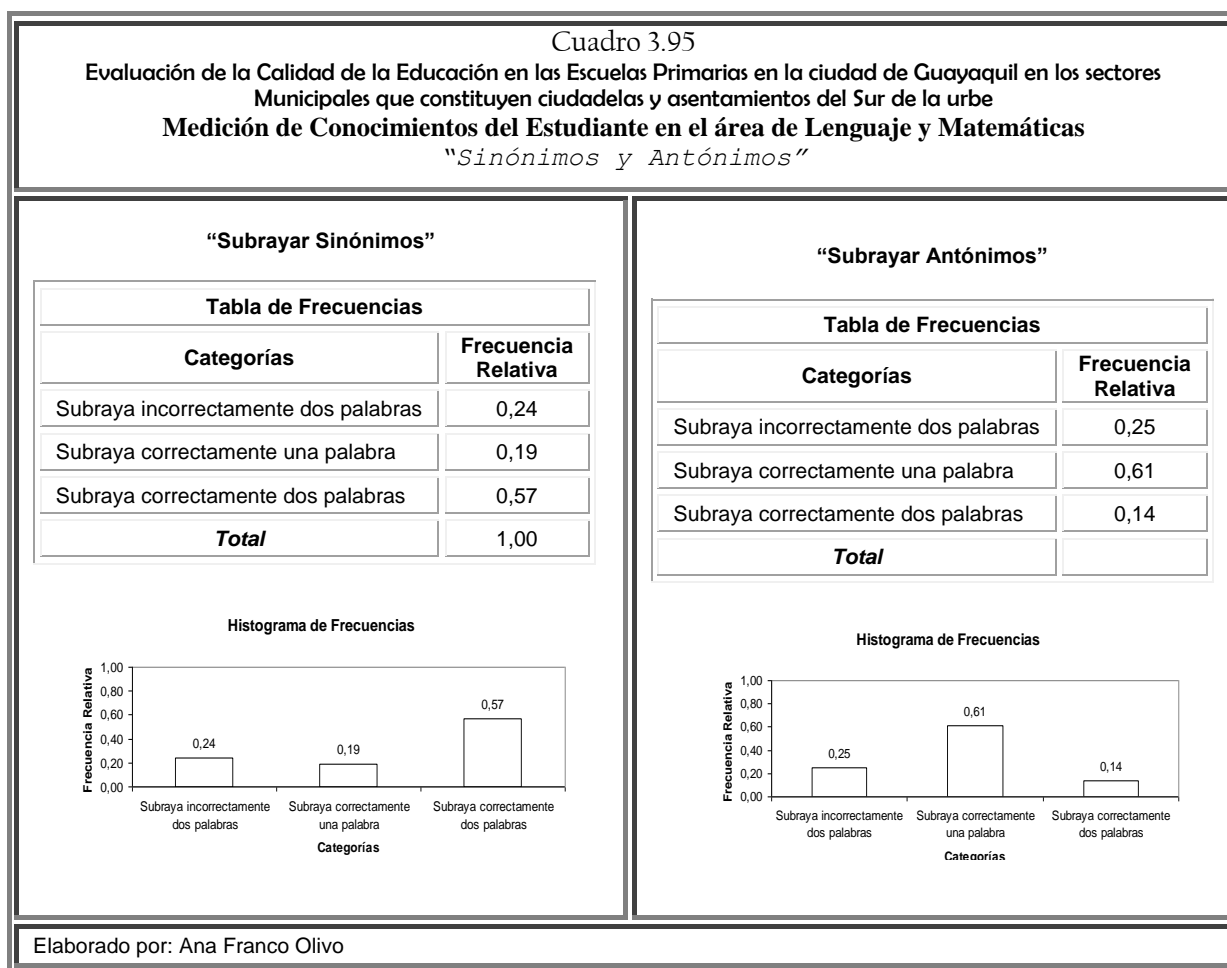 Cuadro 3.95
Evaluación de la Calidad de la Educación en las Escuelas Primarias en la ciudad de Guayaquil en los sectores
Municipales que constituyen ciudadelas y asentamientos del Sur de la urbe
Medición de Conocimientos del Estudiante en el área de Lenguaje y Matemáticas
“Sinónimos y Antónimos”
“Subrayar Sinónimos”
Tabla de Frecuencias
Categorías Frecuencia Relativa
Subraya incorrectamente dos palabras 0,24
Subraya correctamente una palabra 0,19
Subraya correctamente dos palabras 0,57
Total 1,00
Histograma de Frecuencias
Frecuencia Relativa
1,00
0,80
0,60
0,40
0,20
0,00
0,24
0,19
0,57
Subraya incorrectamente dos palabras
Subraya correctamente una palabra
Subraya correctamente dos palabras
Categorías
“Subrayar Antónimos”
Tabla de Frecuencias
Categorías Frecuencia Relativa
Subraya incorrectamente dos palabras 0,25
Subraya correctamente una palabra 0,61
Subraya correctamente dos palabras 0,14
Total
Histograma de Frecuencias
Frecuencia Relativa
1,00
0,80
0,60
0,40
0,20
0,00
0,25
0,61
0,14
Subraya incorrectamente dos palabras
Subraya correctamente una palabra
Subraya correctamente dos palabras
Categorías
Elaborado por: Ana Franco Olivo